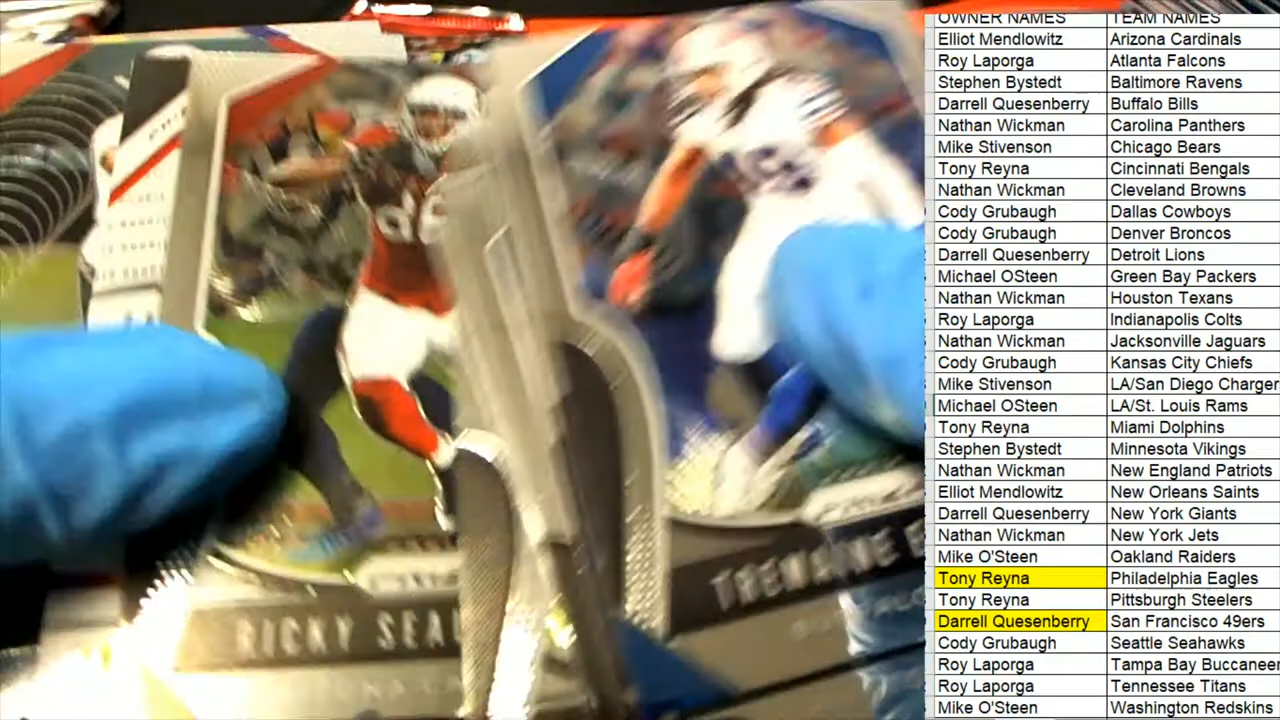 OWNER NAMES TEAM NAMES
Elliot Mendlowitz Arizona Cardinals
Roy Laporga Atlanta Falcons
Stephen Bystedt Baltimore Ravens
Darrell Quesenberry Buffalo Bills
Nathan Wickman Carolina Panthers
Mike Stivenson Chicago Bears
Tony Reyna Cincinnati Bengals
Nathan Wickman Cleveland Browns
Cody Grubaugh Dallas Cowboys
Cody Grubaugh Denver Broncos
Darrell Quesenberry Detroit Lions
Michael OSteen Green Bay Packers
Nathan Wickman Houston Texans
Roy Laporga Indianapolis Colts
Nathan Wickman Jacksonville Jaguars
Cody Grubaugh Kansas City Chiefs
Mike Stivenson LA/San Diego Charger
Michael OSteen LA/St. Louis Rams
Tony Reyna Miami Dolphins
Stephen Bystedt Minnesota Vikings
Nathan Wickman New England Patriots
Elliot Mendlowitz New Orleans Saints
Darrell Quesenberry New York Giants
Nathan Wickman New York Jets
Mike O'Steen Oakland Raiders
Tony Reyna Philadelphia Eagles
Tony Reyna Pittsburgh Steelers
Darrell Quesenberry San Francisco 49ers
Cody Grubaugh Seattle Seahawks
Roy Laporga Tampa Bay Buccaneer
Roy Laporga Tennessee Titans
Mike O'Steen Washington Redskins
TREMAINE E